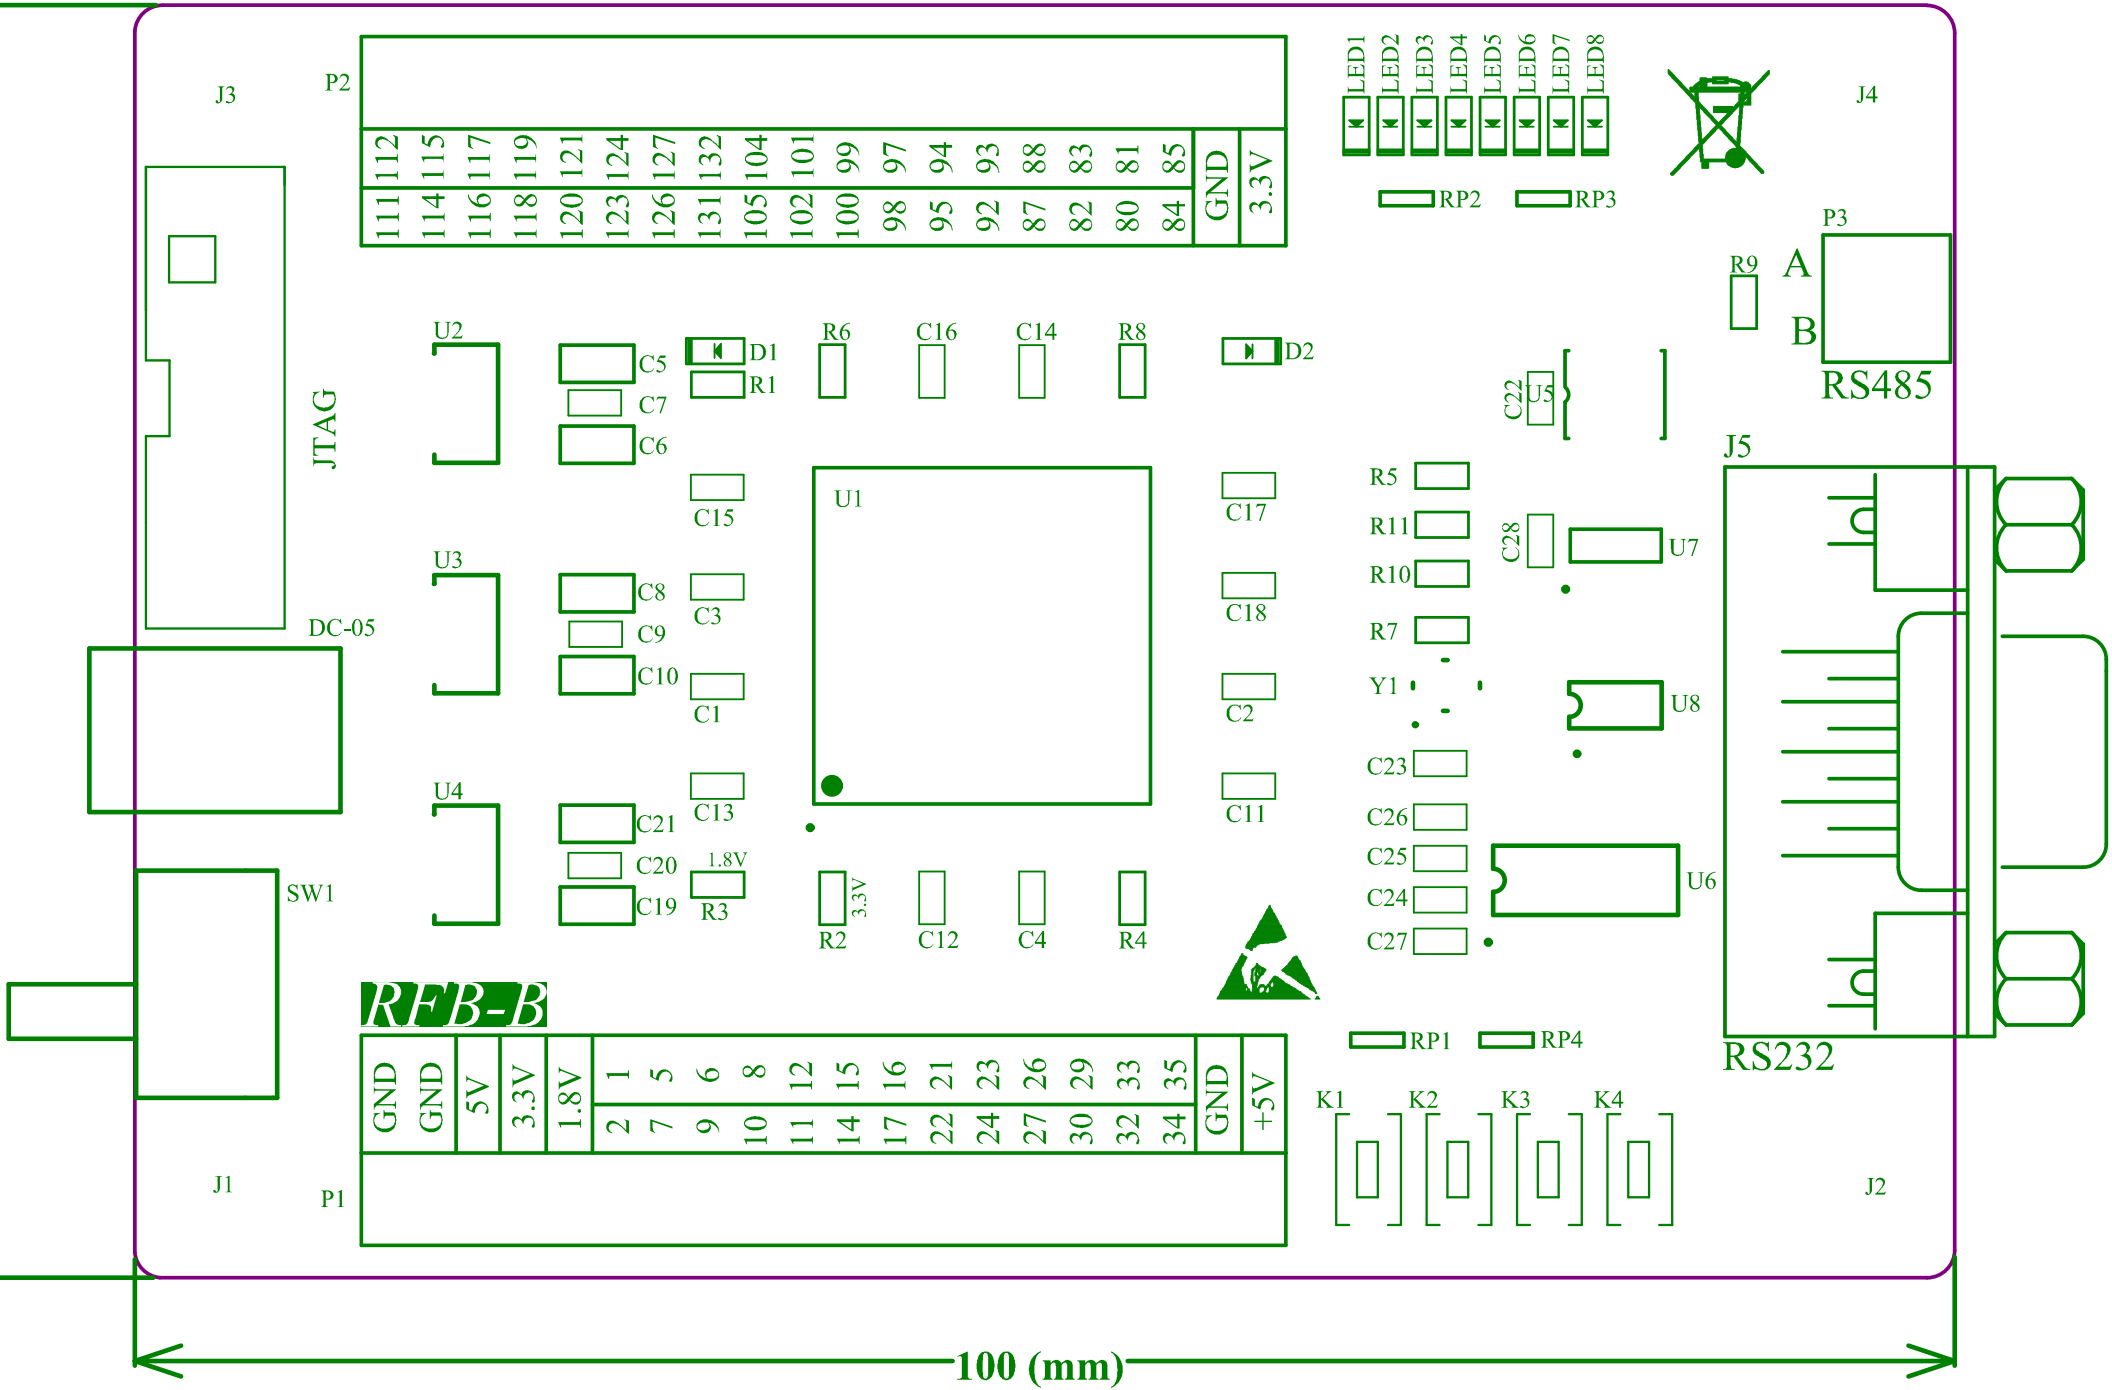 LED1 LED2 LED3 LED4 LED5 LED6 LED7 LED8
J3
P2
J4
112 115 117 119 121 124 127 132 104 101 99 97 94 93 88 83 81 85 GND 3.3V
111 114 116 118 120 123 126 131 105 102 100 98 95 92 87 82 80 84
RP2 RP3
P3
A
R9
B
RS485
U2
C5
D1
R6
C16
C14
R8
D2
C7
R1
C22
U5
C6
JTAG
J5
R5
U1
C15
C17
R11
C28
U7
U3
C8
R10
C3
C18
DC-05
C9
R7
C10
Y1
U8
C1
C2
C23
U4
C21
C13
C11
C26
1.8V
C25
C20
SW1
3.3V
C24
U6
C19
R3
R2
C12
C4
R4
C27
RFB-B
RP1 RP4
RS232
GND GND 5V 3.3V 1.8V 1 5 6 8 12 15 16 21 23 26 29 33 35 GND +5V
2 7 9 10 11 14 17 22 24 27 30 32 34
K1 K2 K3 K4
J1
P1
J2
100 (mm)